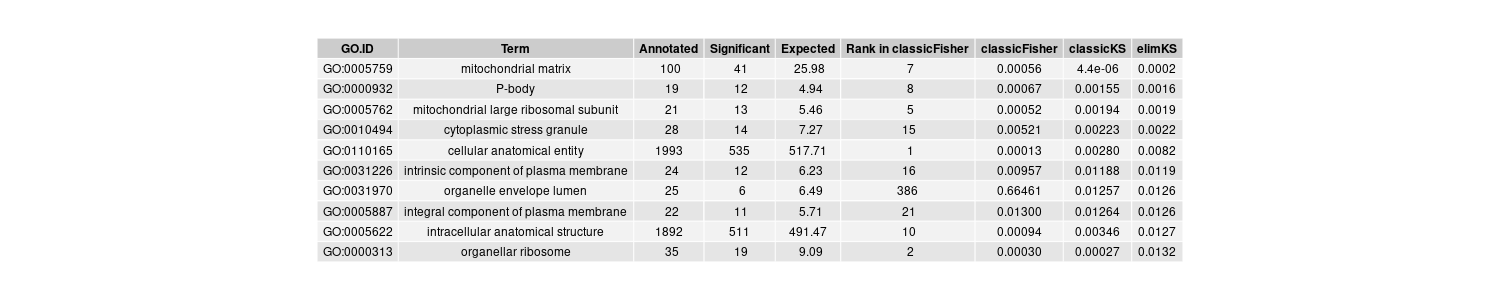 GO.ID Term Annotated Significant Expected Rank in classicFisher classicFisher classicKS elimKS
GO:0005759 mitochondrial matrix 100 41 25.98 7 0.00056 4.4e-06 0.0002
GO:0000932 P-body 19 12 4.94 8 0.00067 0.00155 0.0016
GO:0005762 mitochondrial large ribosomal subunit 21 13 5.46 5 0.00052 0.00194 0.0019
GO:0010494 cytoplasmic stress granule 28 14 7.27 15 0.00521 0.00223 0.0022
GO:0110165 cellular anatomical entity 1993 535 517.71 1 0.00013 0.00280 0.0082
GO:0031226 intrinsic component of plasma membrane 24 12 6.23 16 0.00957 0.01188 0.0119
GO:0031970 organelle envelope lumen 25 6 6.49 386 0.66461 0.01257 0.0126
GO:0005887 integral component of plasma membrane 22 11 5.71 21 0.01300 0.01264 0.0126
GO:0005622 intracellular anatomical structure 1892 511 491.47 10 0.00094 0.00346 0.0127
GO:0000313 organellar ribosome 35 19 9.09 2 0.00030 0.00027 0.0132